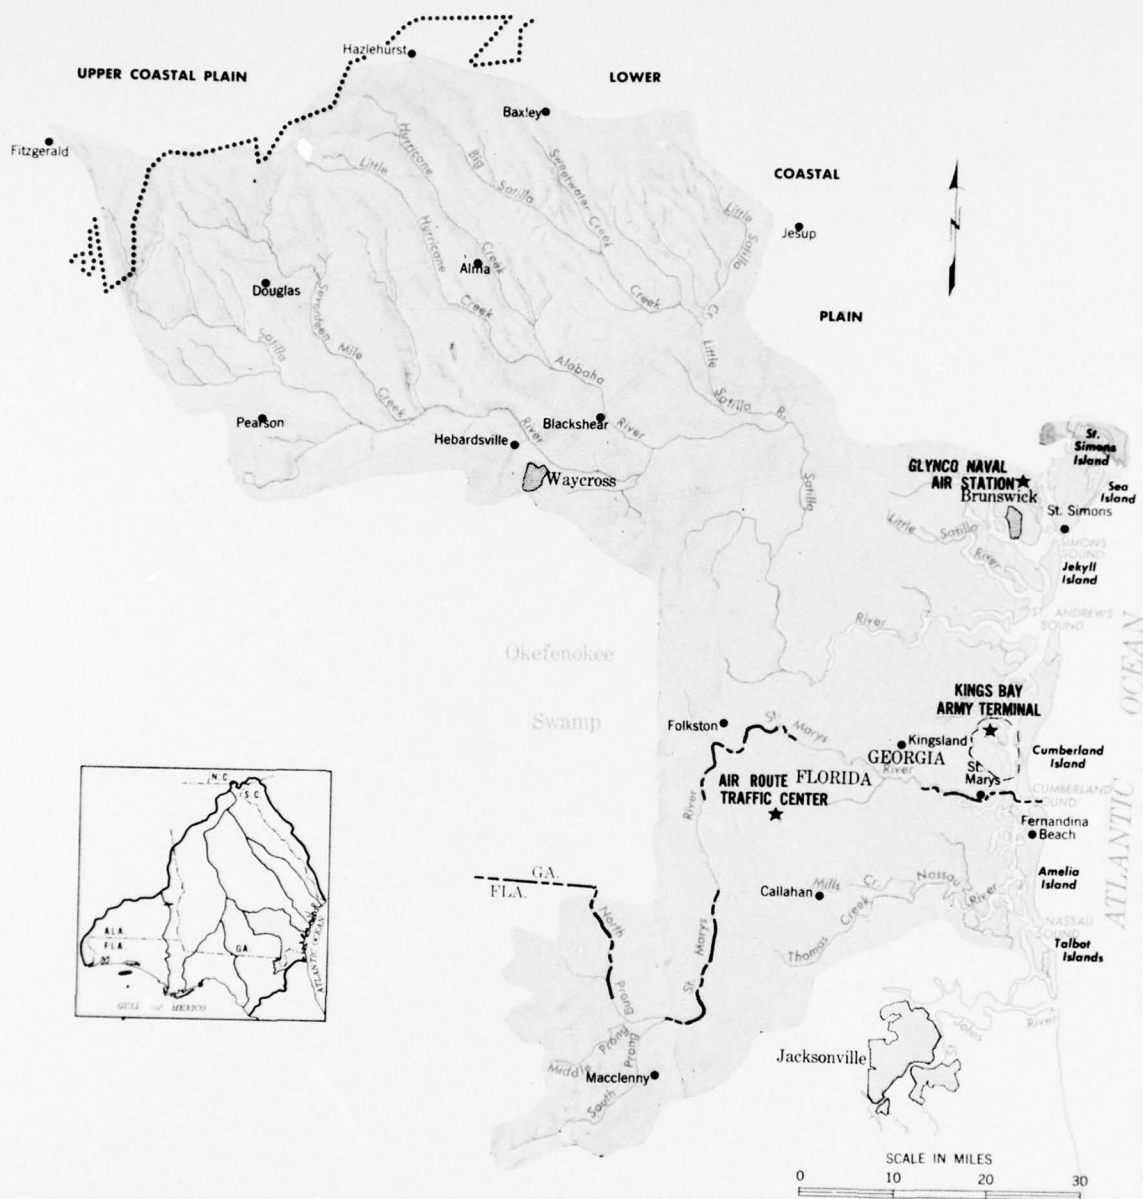 Hazlehurst
UPPER COASTAL PLAIN
LOWER
Baxley
Fitzgerald
Hurricane
Big
Sweetwater Creek
Little
Satilla
COASTAL
Little
Satilla
Jesup
N
Hurricane
Creek
Alma
Cr.
Douglas
Seventeen
Creek
Creek
PLAIN
Satilla
Mile
Little
Alabaha
Creek
Satilla
R.
Pearson
River
Blackshear
River
Hebardsville
St.
Simons
Island
GLYNCO NAVAL
AIR STATION
Waycross
Satilla
Sea
Island
Brunswick
St. Simons
Little
Satilla
River
SIMONS
SOUND
Jekyll
Island
River
ST. ANDREWS
SOUND
ATLANTIC OCEAN
Okefenokee
Swamp
KINGS BAY
ARMY TERMINAL
Folkston
St.
Marys
Kingsland
Cumberland
Island
GEORGIA
St.
Marys
River
AIR ROUTE
TRAFFIC CENTER
FLORIDA
River
CUMBERLAND
SOUND
Fernandina
Beach
N.C.
S.C.
ALA.
FLA.
GA.
ATLANTIC OCEAN
GULF OF MEXICO
GA.
FLA.
Amelia
Island
Callahan
Mills
Cr.
Nassau
River
North
Marys
Thomas
Creek
NASSAU
SOUND
Talbot
Islands
St.
Prong
Middle
Prong
Prong
South
Macclenny
Jacksonville
St.
Johns
River
SCALE IN MILES
0
10
20
30